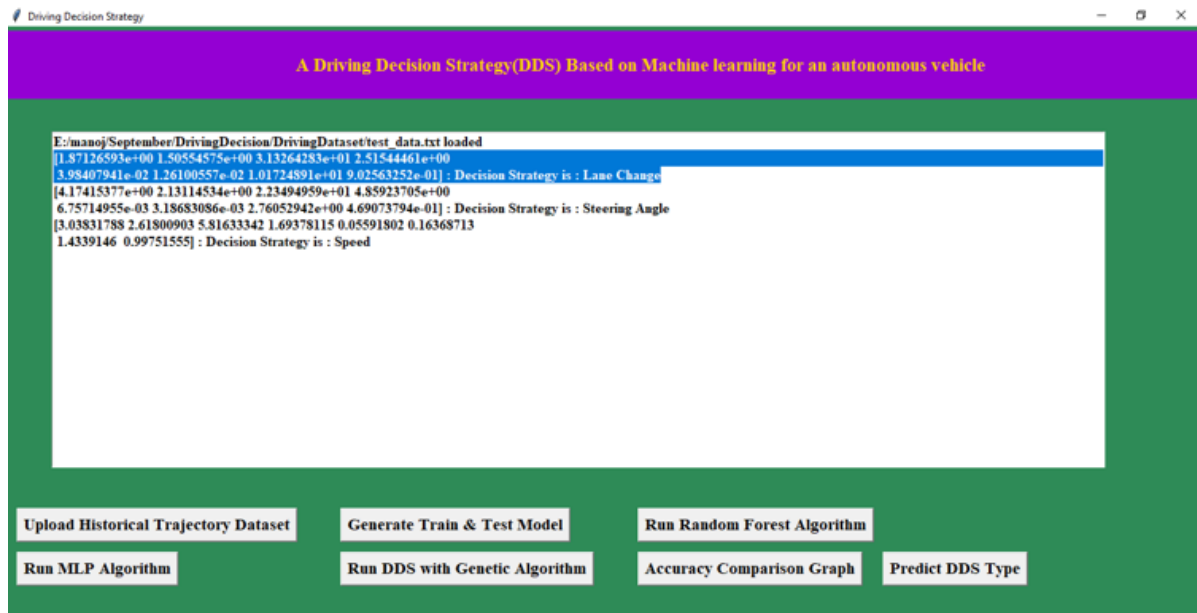 Driving Decision Strategy
A Driving Decision Strategy(DDS) Based on Machine learning for an autonomous vehicle
E:/manoj/September/DrivingDecision/DrivingDataset/test_data.txt loaded
[1.87126593e+00 1.50554575e+00 3.13264283e+01 2.51544461e+00
3.98407941e-02 1.26100557e-02 1.01724891e+01 9.02563252e-01] : Decision Strategy is : Lane Change
[4.17415377e+00 2.13114534e+00 2.23494959e+01 4.85923705e+00
6.75714955e-03 3.18683086e-03 2.76052942e+00 4.69073794e-01] : Decision Strategy is : Steering Angle
[3.03831788 2.61800903 5.81633342 1.69378115 0.05591802 0.16368713
1.4339146 0.99751555] : Decision Strategy is : Speed
Upload Historical Trajectory Dataset
Generate Train & Test Model
Run Random Forest Algorithm
Run MLP Algorithm
Run DDS with Genetic Algorithm
Accuracy Comparison Graph
Predict DDS Type